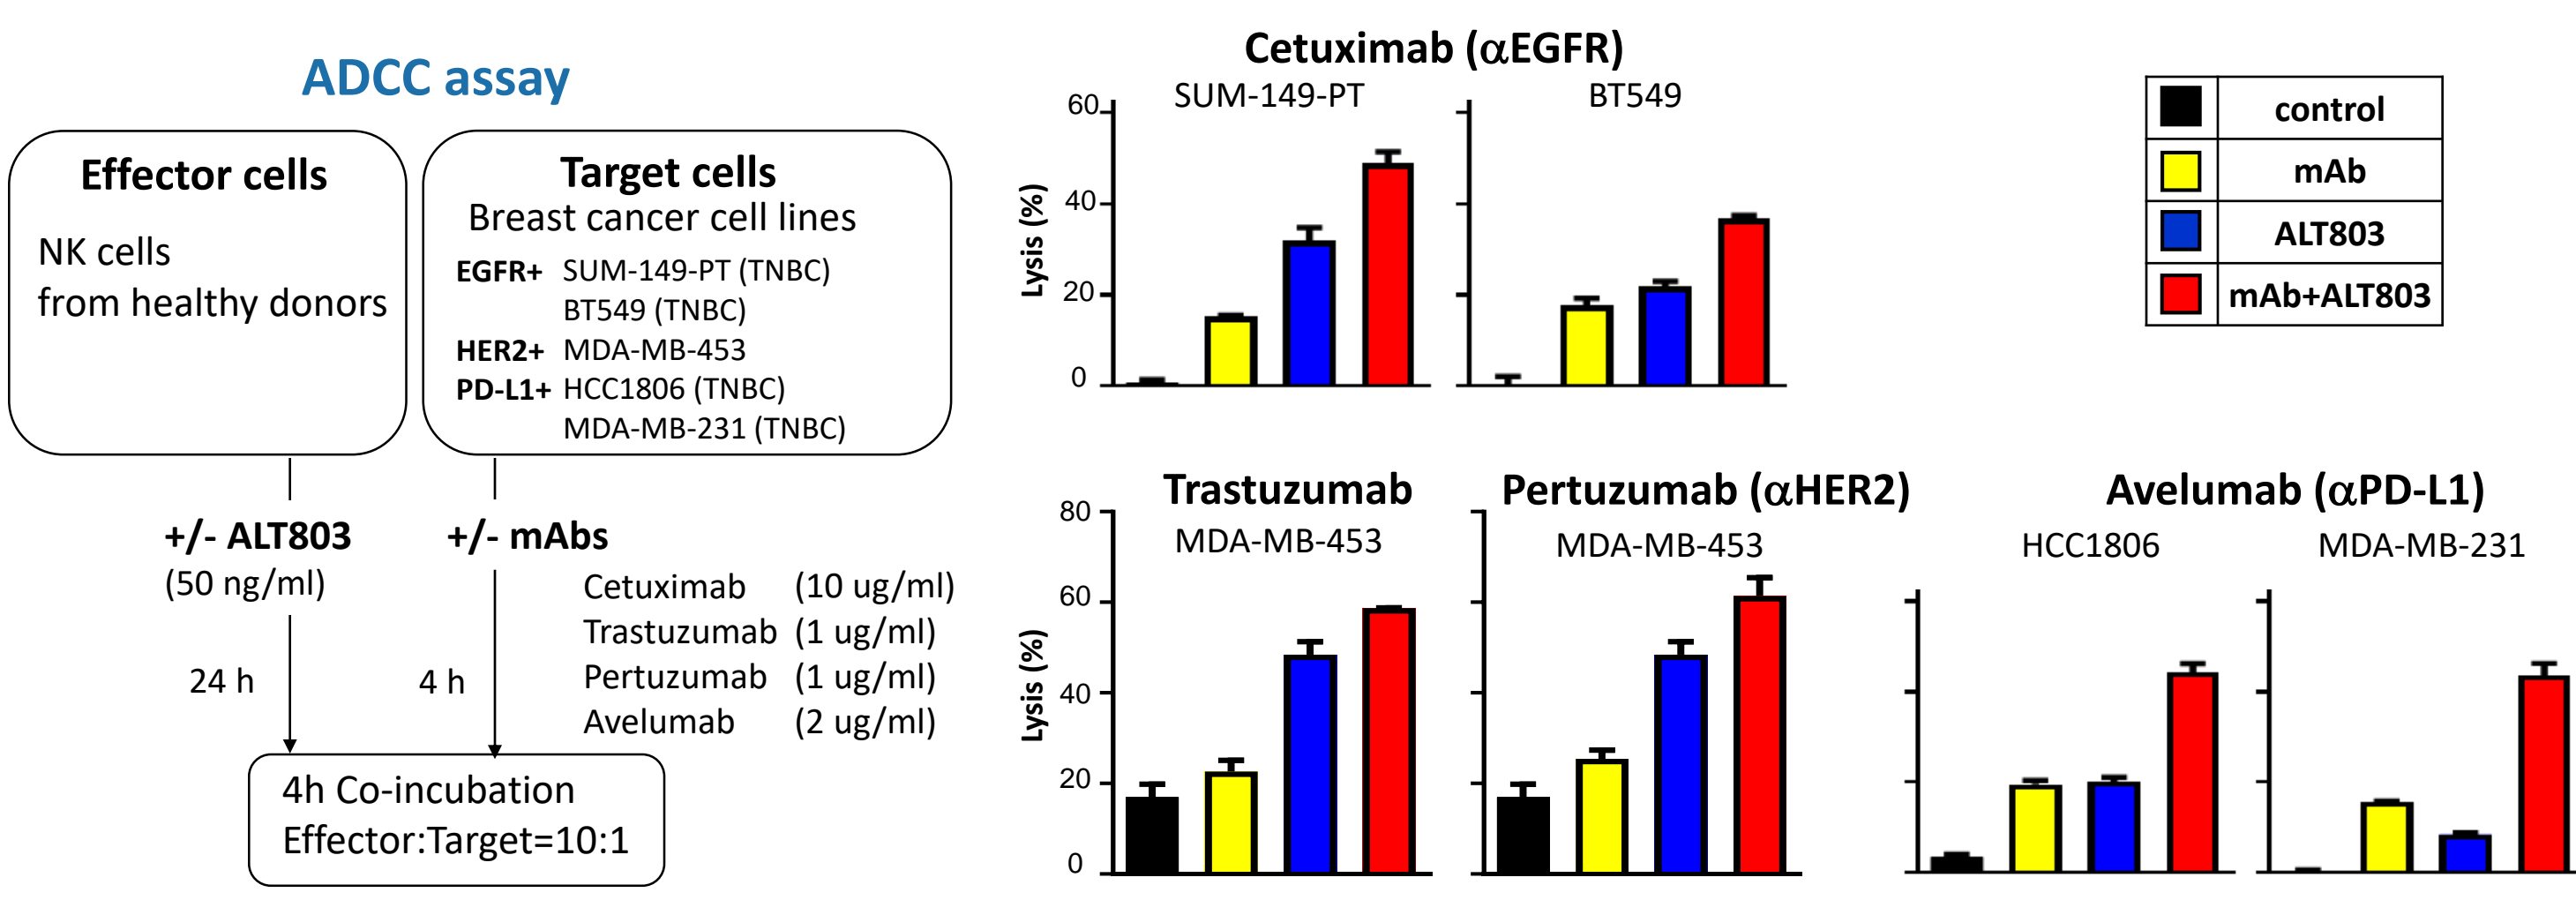 ADCC assay
Effector cells
NK cells
from healthy donors
Target cells
Breast cancer cell lines
EGFR+ SUM-149-PT (TNBC)
BT549 (TNBC)
HER2+ MDA-MB-453
PD-L1+ HCC1806 (TNBC)
MDA-MB-231 (TNBC)
+/- ALT803
(50 ng/ml)
24 h
+/- mAbs
4 h
Cetuximab (10 ug/ml)
Trastuzumab (1 ug/ml)
Pertuzumab (1 ug/ml)
Avelumab (2 ug/ml)
4h Co-incubation
Effector:Target=10:1
Cetuximab (αEGFR)
SUM-149-PT
BT549
Lysis (%)
60
40
20
0
control
mAb
ALT803
mAb+ALT803
Trastuzumab
MDA-MB-453
Pertuzumab (αHER2)
MDA-MB-453
Avelumab (αPD-L1)
HCC1806
MDA-MB-231
Lysis (%)
80
60
40
20
0